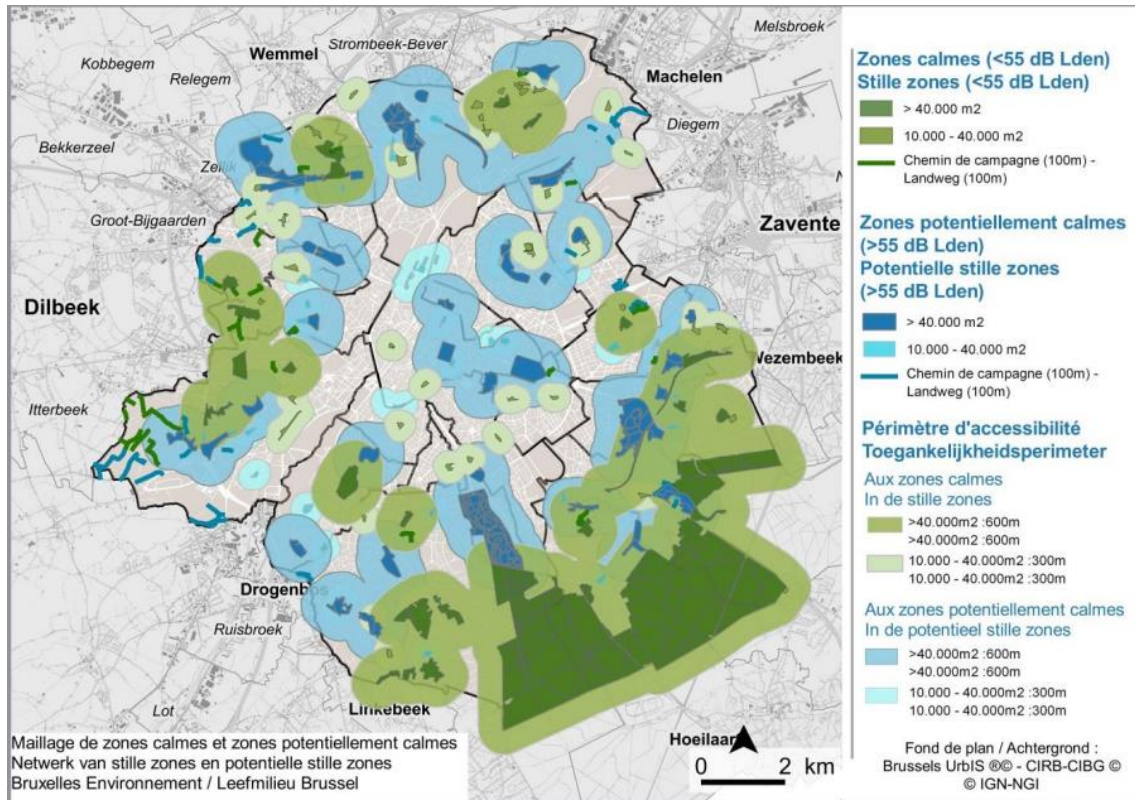 Melsbroek
Strombeek-Bever
Wemmel
Kobbegem
Machelen
Relegem
Diegem
Bekkerzeel
Zellik
Groot-Bijgaarden
Zavente
Dilbeek
Wezembeek
Itterbeek
Drogenbos
Ruisbroek
Lot
Linkebeek
Hoeilaart
0 2 km
Maillage de zones calmes et zones potentiellement calmes
Netwerk van stille zones en potentielle stille zones
Bruxelles Environnement / Leefmilieu Brussel
Zones calmes (<55 dB Lden)
Stille zones (<55 dB Lden)
> 40.000 m2
10.000 - 40.000 m2
Chemin de campagne (100m) -
Landweg (100m)
Zones potentiellement calmes
(>55 dB Lden)
Potentielle stille zones
(>55 dB Lden)
> 40.000 m2
10.000 - 40.000 m2
Chemin de campagne (100m) -
Landweg (100m)
Périmètre d'accessibilité
Toegankelijkheidsperimeter
Aux zones calmes
In de stille zones
>40.000m2 :600m
>40.000m2 :600m
10.000 - 40.000m2 :300m
10.000 - 40.000m2 :300m
Aux zones potentiellement calmes
In de potentieel stille zones
>40.000m2 :600m
>40.000m2 :600m
10.000 - 40.000m2 :300m
10.000 - 40.000m2 :300m
Fond de plan / Achtergrond :
Brussels UrbIS ®© - CIRB-CIBG ©
© IGN-NGI